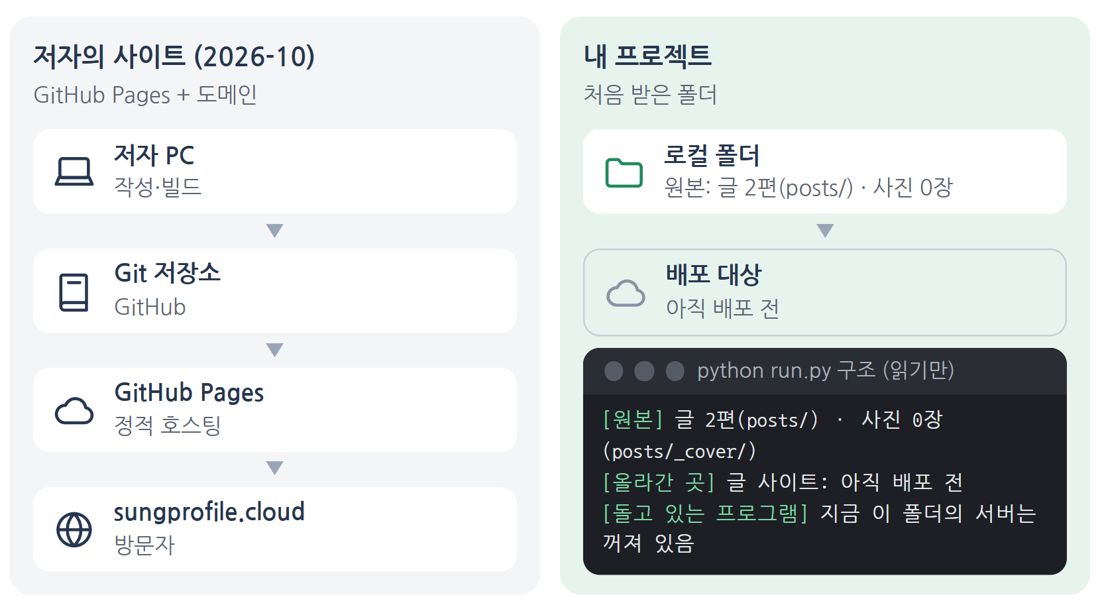 저자의 사이트 (2026-10)
GitHub Pages + 도메인
저자 PC
작성·빌드
Git 저장소
GitHub
GitHub Pages
정적 호스팅
sungprofile.cloud
방문자
내 프로젝트
처음 받은 폴더
로컬 폴더
원본: 글 2편(posts/) · 사진 0장
배포 대상
아직 배포 전
python run.py 구조 (읽기만)
[원본] 글 2편(posts/) · 사진 0장
(posts/_cover/)
[올라간 곳] 글 사이트: 아직 배포 전
[돌고 있는 프로그램] 지금 이 폴더의 서버는
꺼져 있음